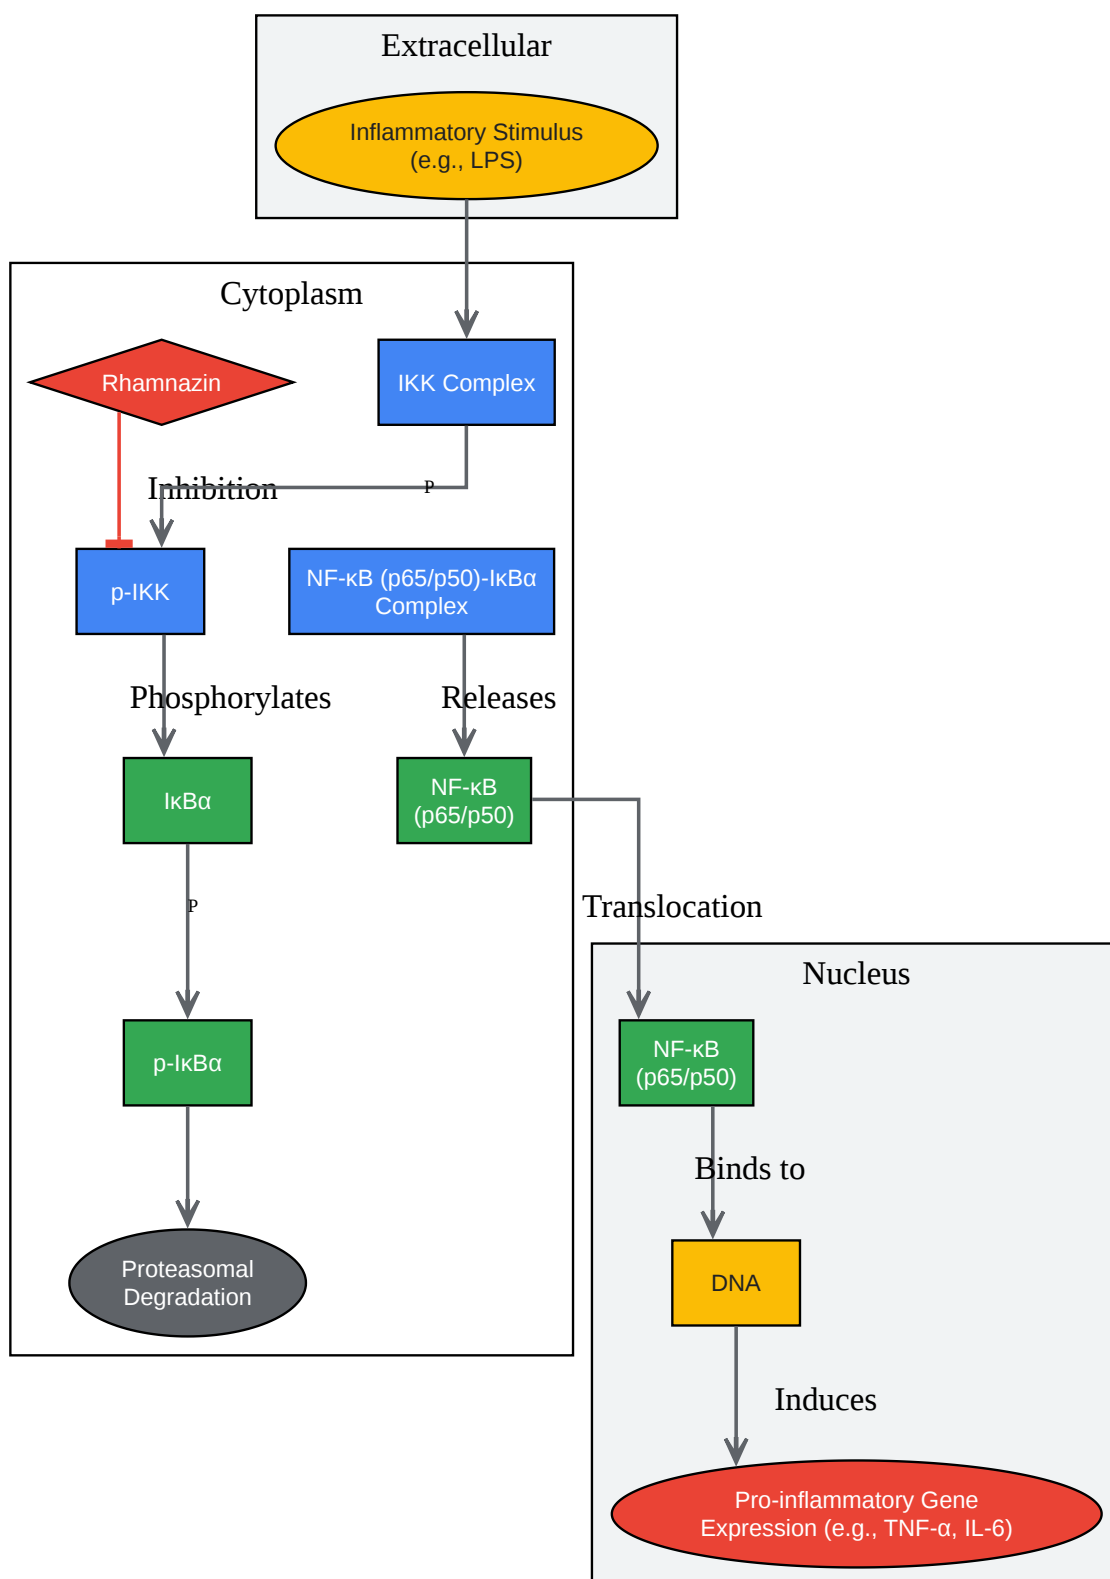 Extracellular
Inflammatory Stimulus
(e.g., LPS)
Cytoplasm
Rhamnazin
IKK Complex
Inhibition
P
p-IKK
NF-κB (p65/p50)-IκBα
Complex
Phosphorylates
Releases
IκBα
NF-κB
(p65/p50)
P
Translocation
Nucleus
p-IκBα
NF-κB
(p65/p50)
Binds to
Proteasomal
Degradation
DNA
Induces
Pro-inflammatory Gene
Expression (e.g., TNF-α, IL-6)